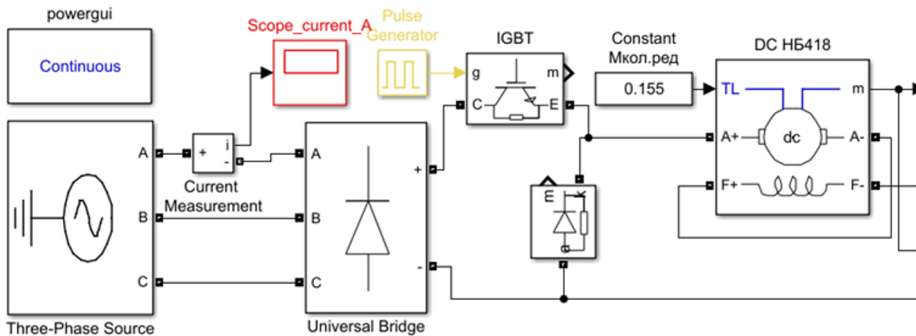 powergui
Continuous
Scope_current_A
Pulse
Generator
IGBT
g
m
C
E
Constant
Мкол.ред
0.155
DC НБ418
TL
m
A+
dc
A-
F+
F-
A
B
C
Three-Phase Source
+
i
-
Current
Measurement
A
B
C
+
-
Universal Bridge
m
k
a